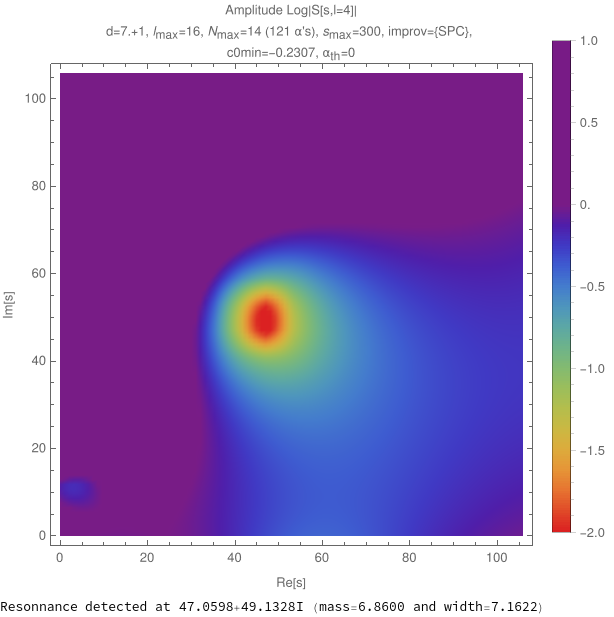 Amplitude Log|S[s,l=4]|
d=7.+1, lmax=16, Nmax=14 (121 α's), smax=300, improv={SPC},
c0min=−0.2307, αth=0
100
80
60
40
20
0
Im[s]
0 20 40 60 80 100
Re[s]
1.0
0.5
0.
−0.5
−1.0
−1.5
−2.0
Resonnance detected at 47.0598+49.1328I (mass=6.8600 and width=7.1622)